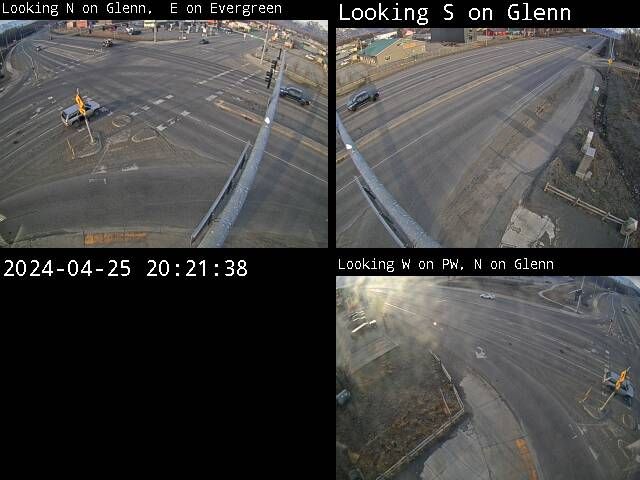 Looking N on Glenn,  E on Evergreen
Looking S on Glenn
2024-04-25 20:21:38
Looking W on PW, N on Glenn